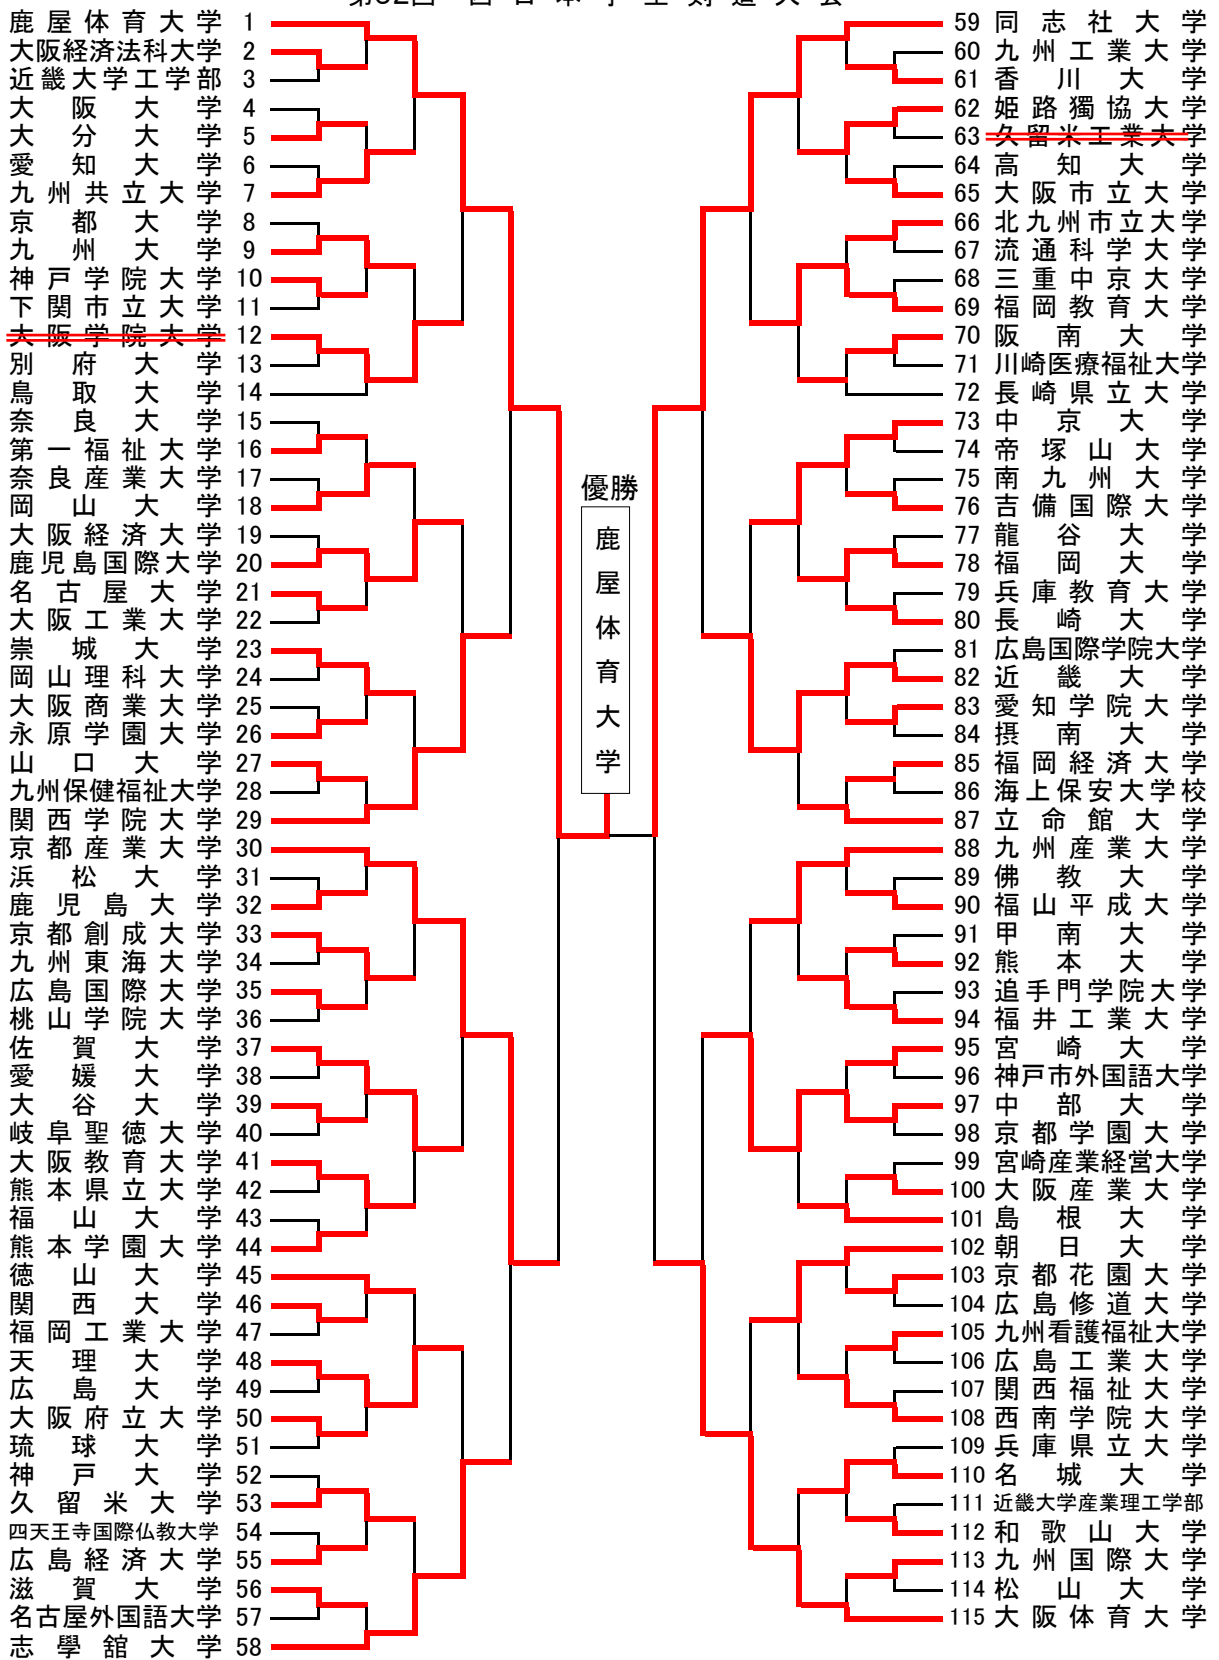 鹿屋体育大学 1
大阪経済法科大学 2
近畿大学工学部 3
大阪大学 4
大分大学 5
愛知大学 6
九州共立大学 7
京都大学 8
九州大学 9
神戸学院大学 10
下関市立大学 11
大阪学院大学 12
別府大学 13
鳥取大学 14
奈良大学 15
第一福祉大学 16
奈良産業大学 17
岡山大学 18
大阪経済大学 19
鹿児島国際大学 20
名古屋大学 21
大阪工業大学 22
崇城大学 23
岡山理科大学 24
大阪商業大学 25
永原学園大学 26
山口大学 27
九州保健福祉大学 28
関西学院大学 29
京都産業大学 30
浜松大学 31
鹿児島大学 32
京都創成大学 33
九州東海大学 34
広島国際大学 35
桃山学院大学 36
佐賀大学 37
愛媛大学 38
大谷大学 39
岐阜聖徳大学 40
大阪教育大学 41
熊本県立大学 42
福山大学 43
熊本学園大学 44
徳山大学 45
関西大学 46
福岡工業大学 47
天理大学 48
広島大学 49
大阪府立大学 50
琉球大学 51
神戸大学 52
久留米大学 53
四天王寺国際仏教大学 54
広島経済大学 55
滋賀大学 56
名古屋外国語大学 57
志學舘大学 58
優勝
鹿屋体育大学
59 同志社大学
60 九州工業大学
61 香川大学
62 姫路獨協大学
63 久留米工業大学
64 高知大学
65 大阪市立大学
66 北九州市立大学
67 流通科学大学
68 三重中京大学
69 福岡教育大学
70 阪南大学
71 川崎医療福祉大学
72 長崎県立大学
73 中京大学
74 帝塚山大学
75 南九州大学
76 吉備国際大学
77 龍谷大学
78 福岡大学
79 兵庫教育大学
80 長崎大学
81 広島国際学院大学
82 近畿大学
83 愛知学院大学
84 摂南大学
85 福岡経済大学
86 海上保安大学校
87 立命館大学
88 九州産業大学
89 佛教大学
90 福山平成大学
91 甲南大学
92 熊本大学
93 追手門学院大学
94 福井工業大学
95 宮崎大学
96 神戸市外国語大学
97 中部大学
98 京都学園大学
99 宮崎産業経営大学
100 大阪産業大学
101 島根大学
102 朝日大学
103 京都花園大学
104 広島修道大学
105 九州看護福祉大学
106 広島工業大学
107 関西福祉大学
108 西南学院大学
109 兵庫県立大学
110 名城大学
111 近畿大学産業理工学部
112 和歌山大学
113 九州国際大学
114 松山大学
115 大阪体育大学